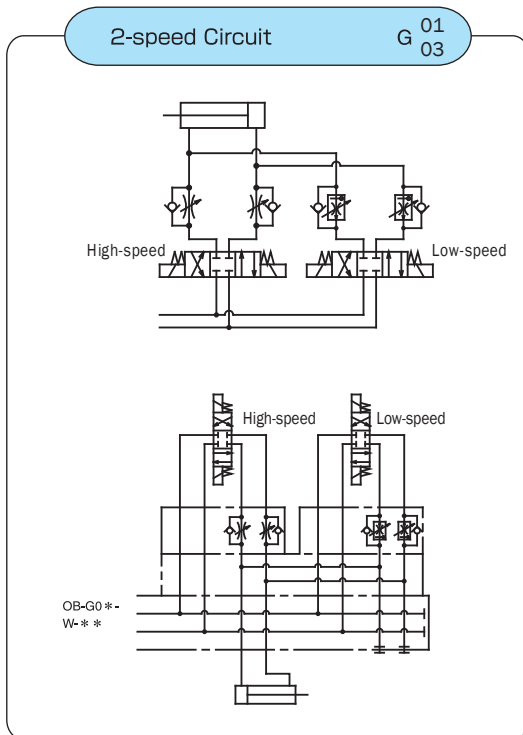 2-speed Circuit G 01
03
High-speed Low-speed
High-speed Low-speed
OB-G0＊-
W-＊＊